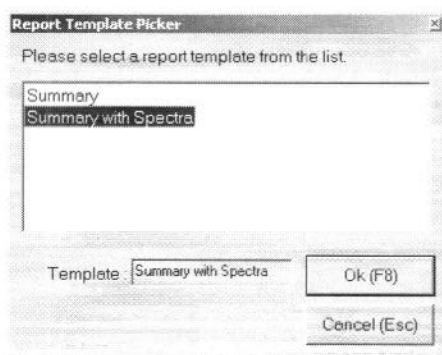 Report Template Picker
Please select a report template from the list.
Summary
Summary with Spectra
Template : Summary with Spectra
Ok (F8)
Cancel (Esc)